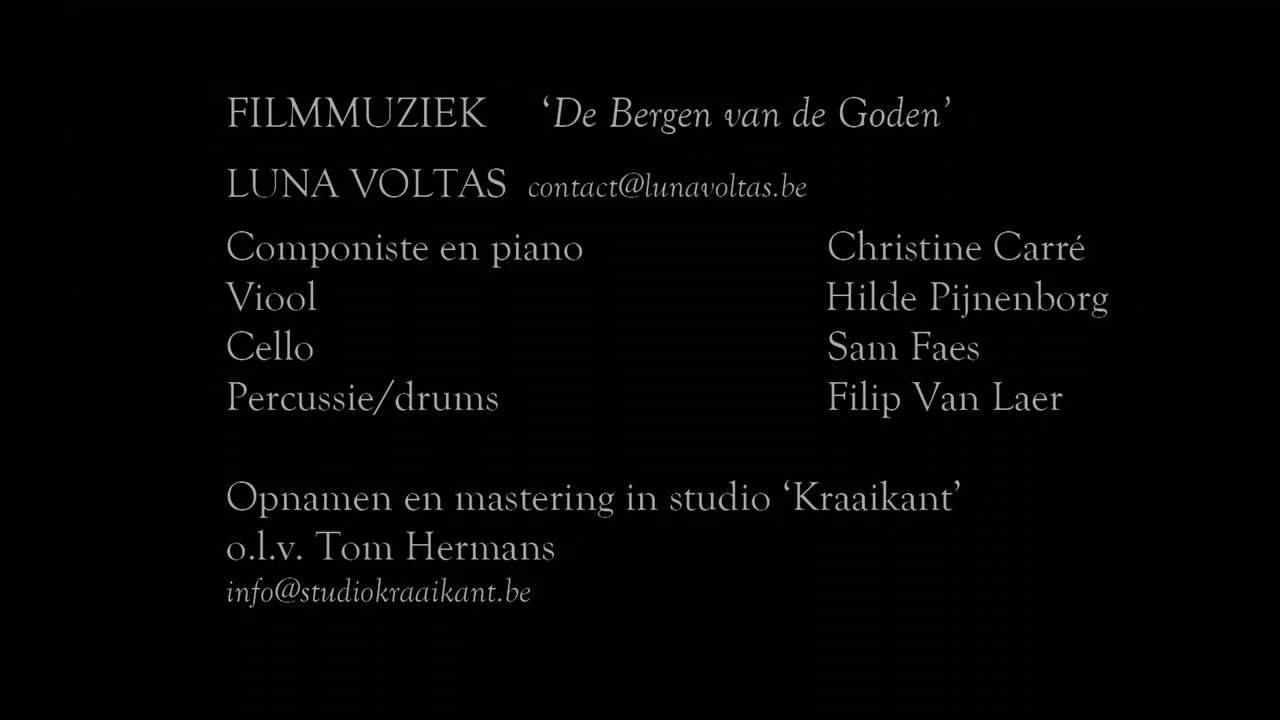 FILMMUZIEK ‘De Bergen van de Goden’
LUNA VOLTAS contact@lunavoltas.be
Componiste en piano Christine Carré
Viool Hilde Pijnenborg
Cello Sam Faes
Percussie/drums Filip Van Laer
Opnamen en mastering in studio ‘Kraaikant’
o.l.v. Tom Hermans
info@studiokraaikant.be